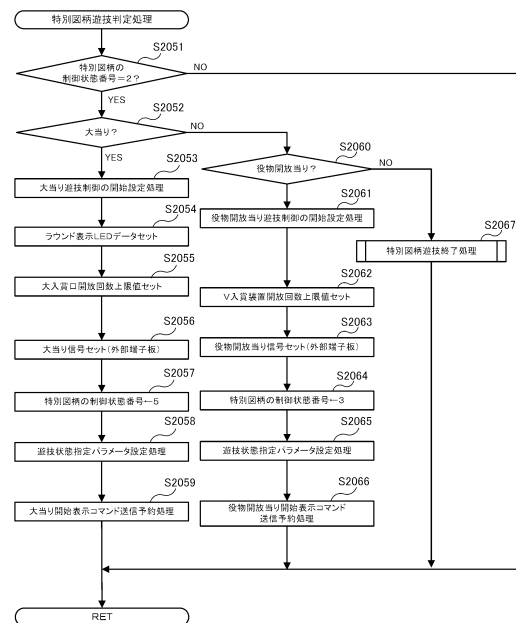 特別図柄遊技判定処理
S2051
特別図柄の
制御状態番号＝2？
NO
YES
S2052
大当り？
NO
YES
S2053
大当り遊技制御の開始設定処理
S2054
ラウンド表示LEDデータセット
S2055
大入賞口開放回数上限値セット
S2056
大当り信号セット(外部端子板)
S2057
特別図柄の制御状態番号←5
S2058
遊技状態指定パラメータ設定処理
S2059
大当り開始表示コマンド送信予約処理
S2060
役物開放当り？
NO
YES
S2061
役物開放当り遊技制御の開始設定処理
S2062
V入賞装置開放回数上限値セット
S2063
役物開放当り信号セット(外部端子板)
S2064
特別図柄の制御状態番号←3
S2065
遊技状態指定パラメータ設定処理
S2066
役物開放当り開始表示コマンド
送信予約処理
S2067
特別図柄遊技終了処理
RET